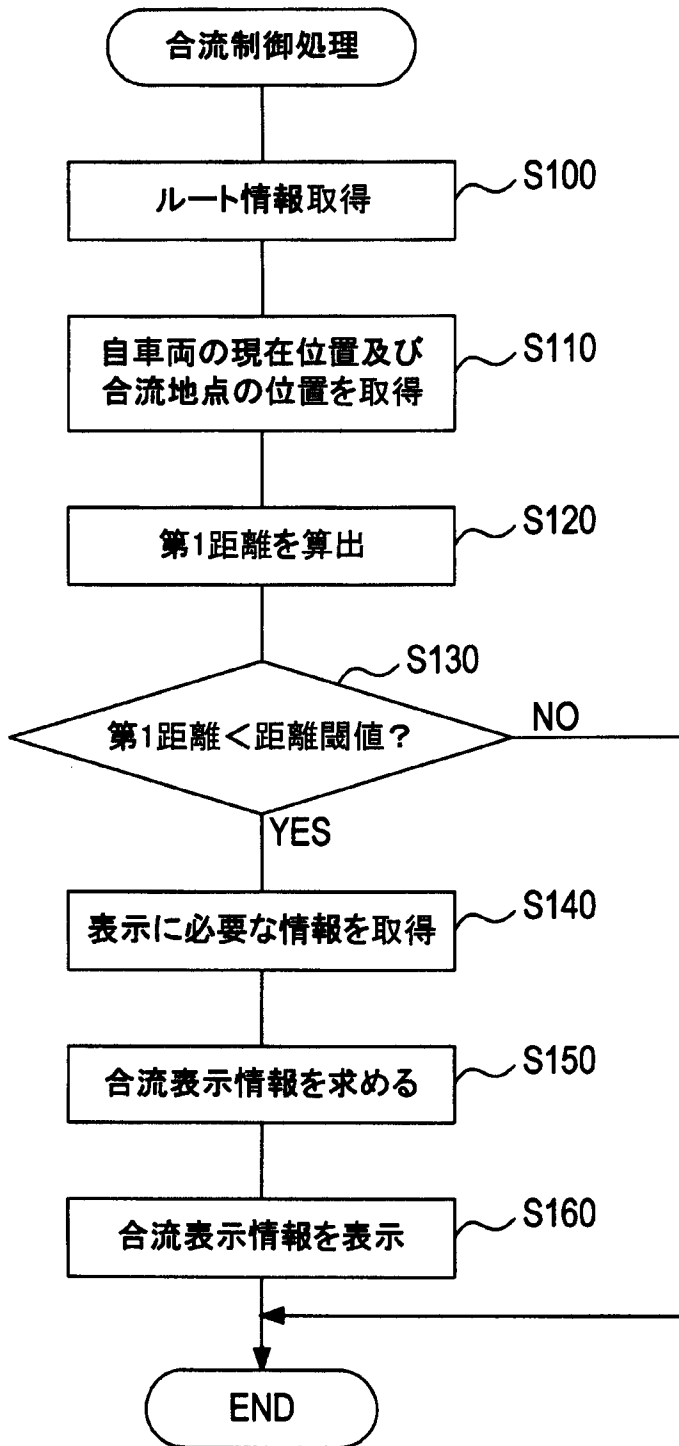 合流制御処理
ルート情報取得
S100
自車両の現在位置及び
合流地点の位置を取得
S110
第1距離を算出
S120
S130
第1距離<距離閾値?
NO
YES
表示に必要な情報を取得
S140
合流表示情報を求める
S150
合流表示情報を表示
S160
END